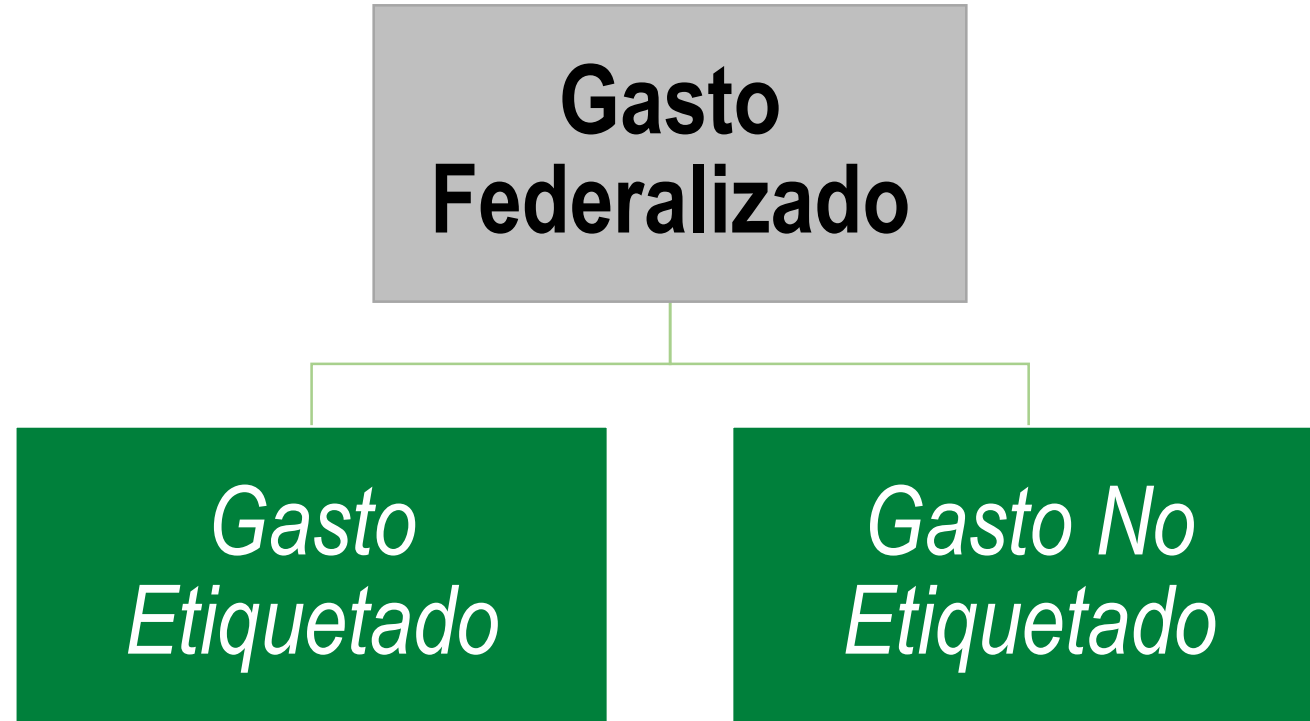 Gasto
Federalizado
Gasto
Etiquetado
Gasto No
Etiquetado